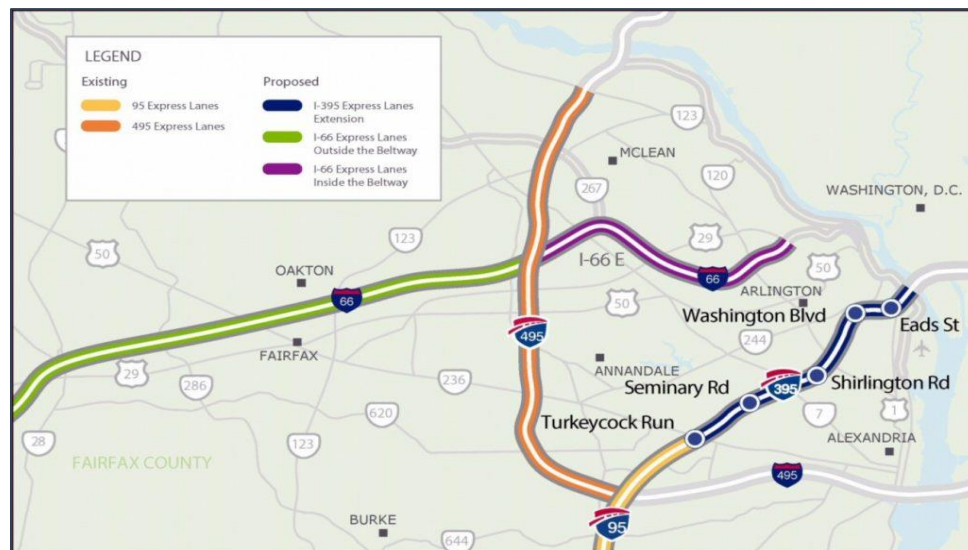 LEGEND
Existing
95 Express Lanes
495 Express Lanes
Proposed
I-395 Express Lanes
Extension
I-66 Express Lanes
Outside the Beltway
I-66 Express Lanes
Inside the Beltway
123
MCLEAN
120
267
WASHINGTON, D.C.
123
29
50
50
I-66 E
66
OAKTON
66
ARLINGTON
50
Washington Blvd
Eads St
495
244
FAIRFAX
ANNANDALE
29
236
Seminary Rd
395
Shirlington Rd
286
620
7
1
Turkeycock Run
123
28
ALEXANDRIA
FAIRFAX COUNTY
495
BURKE
95
644